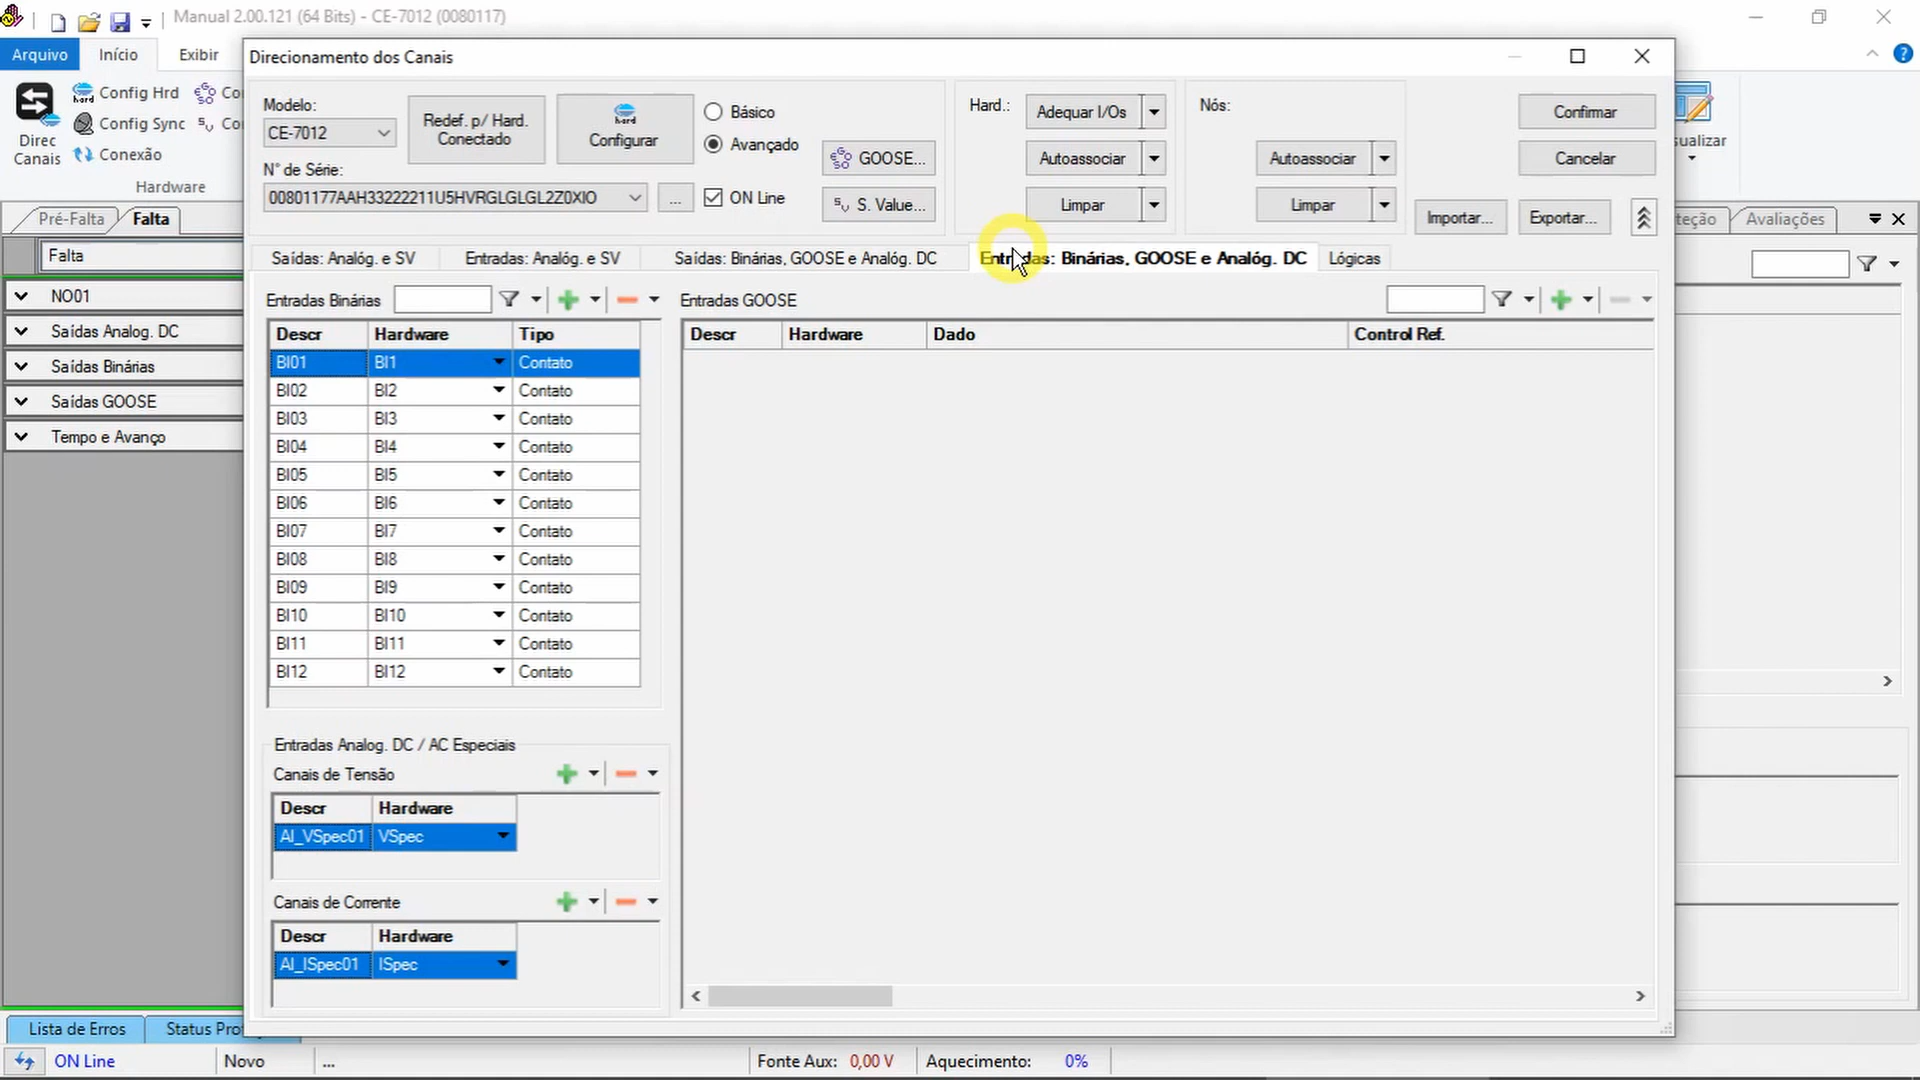 Manual 2.00.121 (64 Bits) - CE-7012 (0080117)
Arquivo Início Exibir
Direcionamento dos Canais
Direc Canais
Config Hrd
Config Sync
Conexão
Hardware
Modelo:
CE-7012
Redef. p/ Hard. Conectado
hard
Configurar
Básico
Avançado
N° de Série:
00801177AAH33222211U5HVRGLGLGL2Z0XIO
...
ON Line
GOOSE...
S. Value...
Hard.:
Adequar I/Os
Autoassociar
Limpar
Nós:
Autoassociar
Limpar
Confirmar
Cancelar
Importar...
Exportar...
Pré-Falta Falta
Avaliações
Falta
NO01
Saídas Analog. DC
Saídas Binárias
Saídas GOOSE
Tempo e Avanço
Saídas: Analóg. e SV
Entradas: Analóg. e SV
Saídas: Binárias, GOOSE e Analóg. DC
Entradas: Binárias, GOOSE e Analóg. DC
Lógicas
Entradas Binárias
Descr Hardware Tipo
BI01 BI1 Contato
BI02 BI2 Contato
BI03 BI3 Contato
BI04 BI4 Contato
BI05 BI5 Contato
BI06 BI6 Contato
BI07 BI7 Contato
BI08 BI8 Contato
BI09 BI9 Contato
BI10 BI10 Contato
BI11 BI11 Contato
BI12 BI12 Contato
Entradas GOOSE
Descr Hardware Dado Control Ref.
Entradas Analog. DC / AC Especiais
Canais de Tensão
Descr Hardware
AI_VSpec01 VSpec
Canais de Corrente
Descr Hardware
AI_ISpec01 ISpec
Lista de Erros
Status
ON Line
Novo
...
Fonte Aux: 0,00 V
Aquecimento: 0%